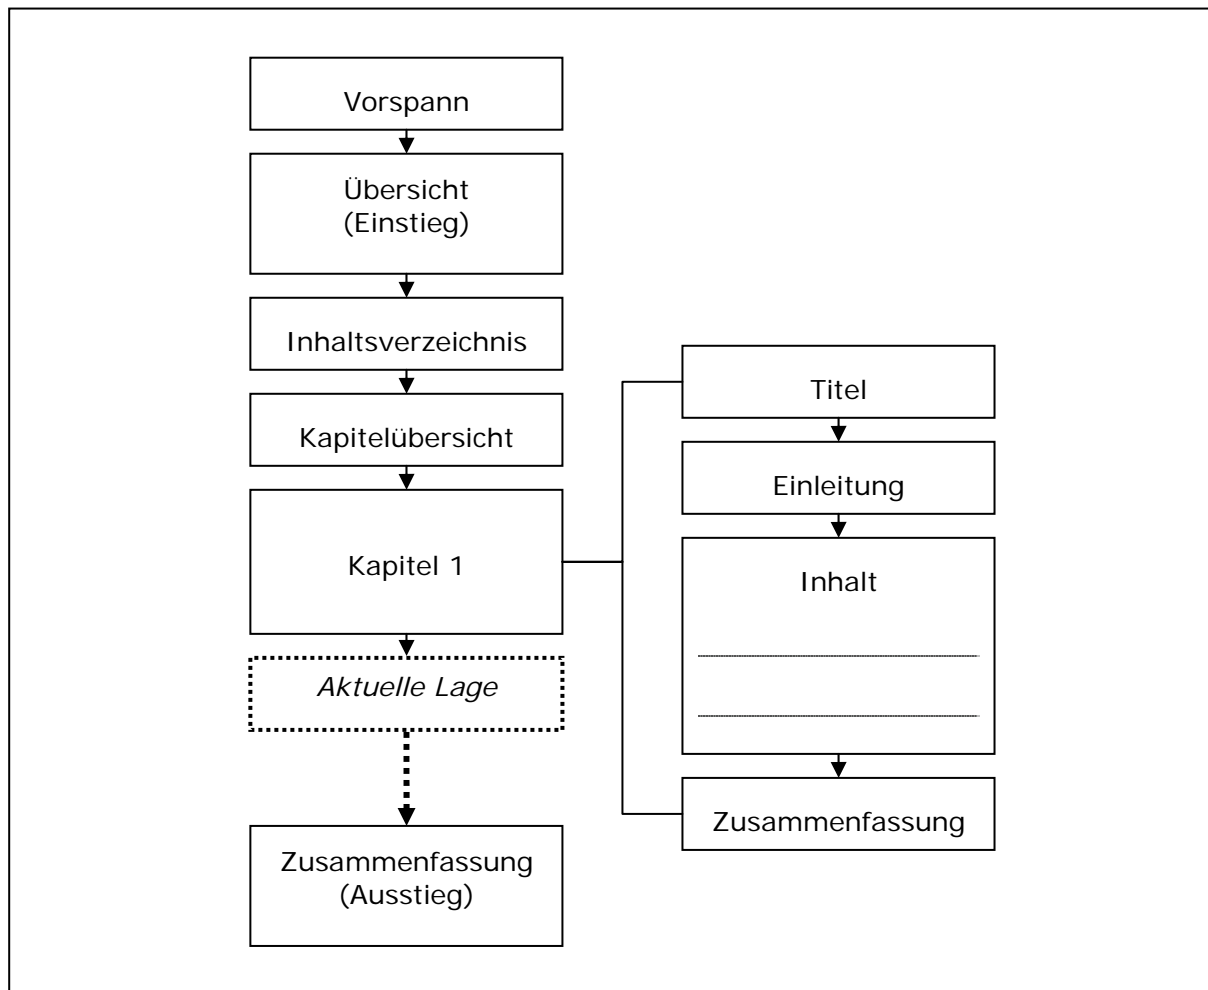 Vorspann
Übersicht
(Einstieg)
Inhaltsverzeichnis
Kapitelübersicht
Kapitel 1
Aktuelle Lage
Zusammenfassung
(Ausstieg)
Titel
Einleitung
Inhalt
Zusammenfassung